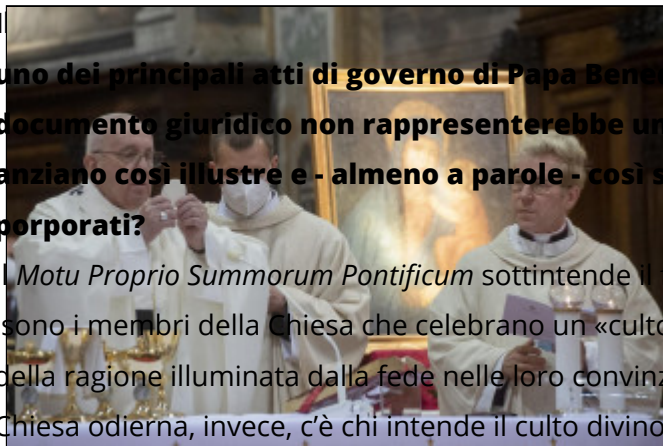 uno dei principali atti di governo di Papa Bene
documento giuridico non rappresenterebbe un
anziano così illustre e - almeno a parole - così s
porporati?
l Motu Proprio Summorum Pontificum sottintende il
sono i membri della Chiesa che celebrano un «culto
della ragione illuminata dalla fede nelle loro convinz
Chiesa odierna, invece, c'è chi intende il culto divino